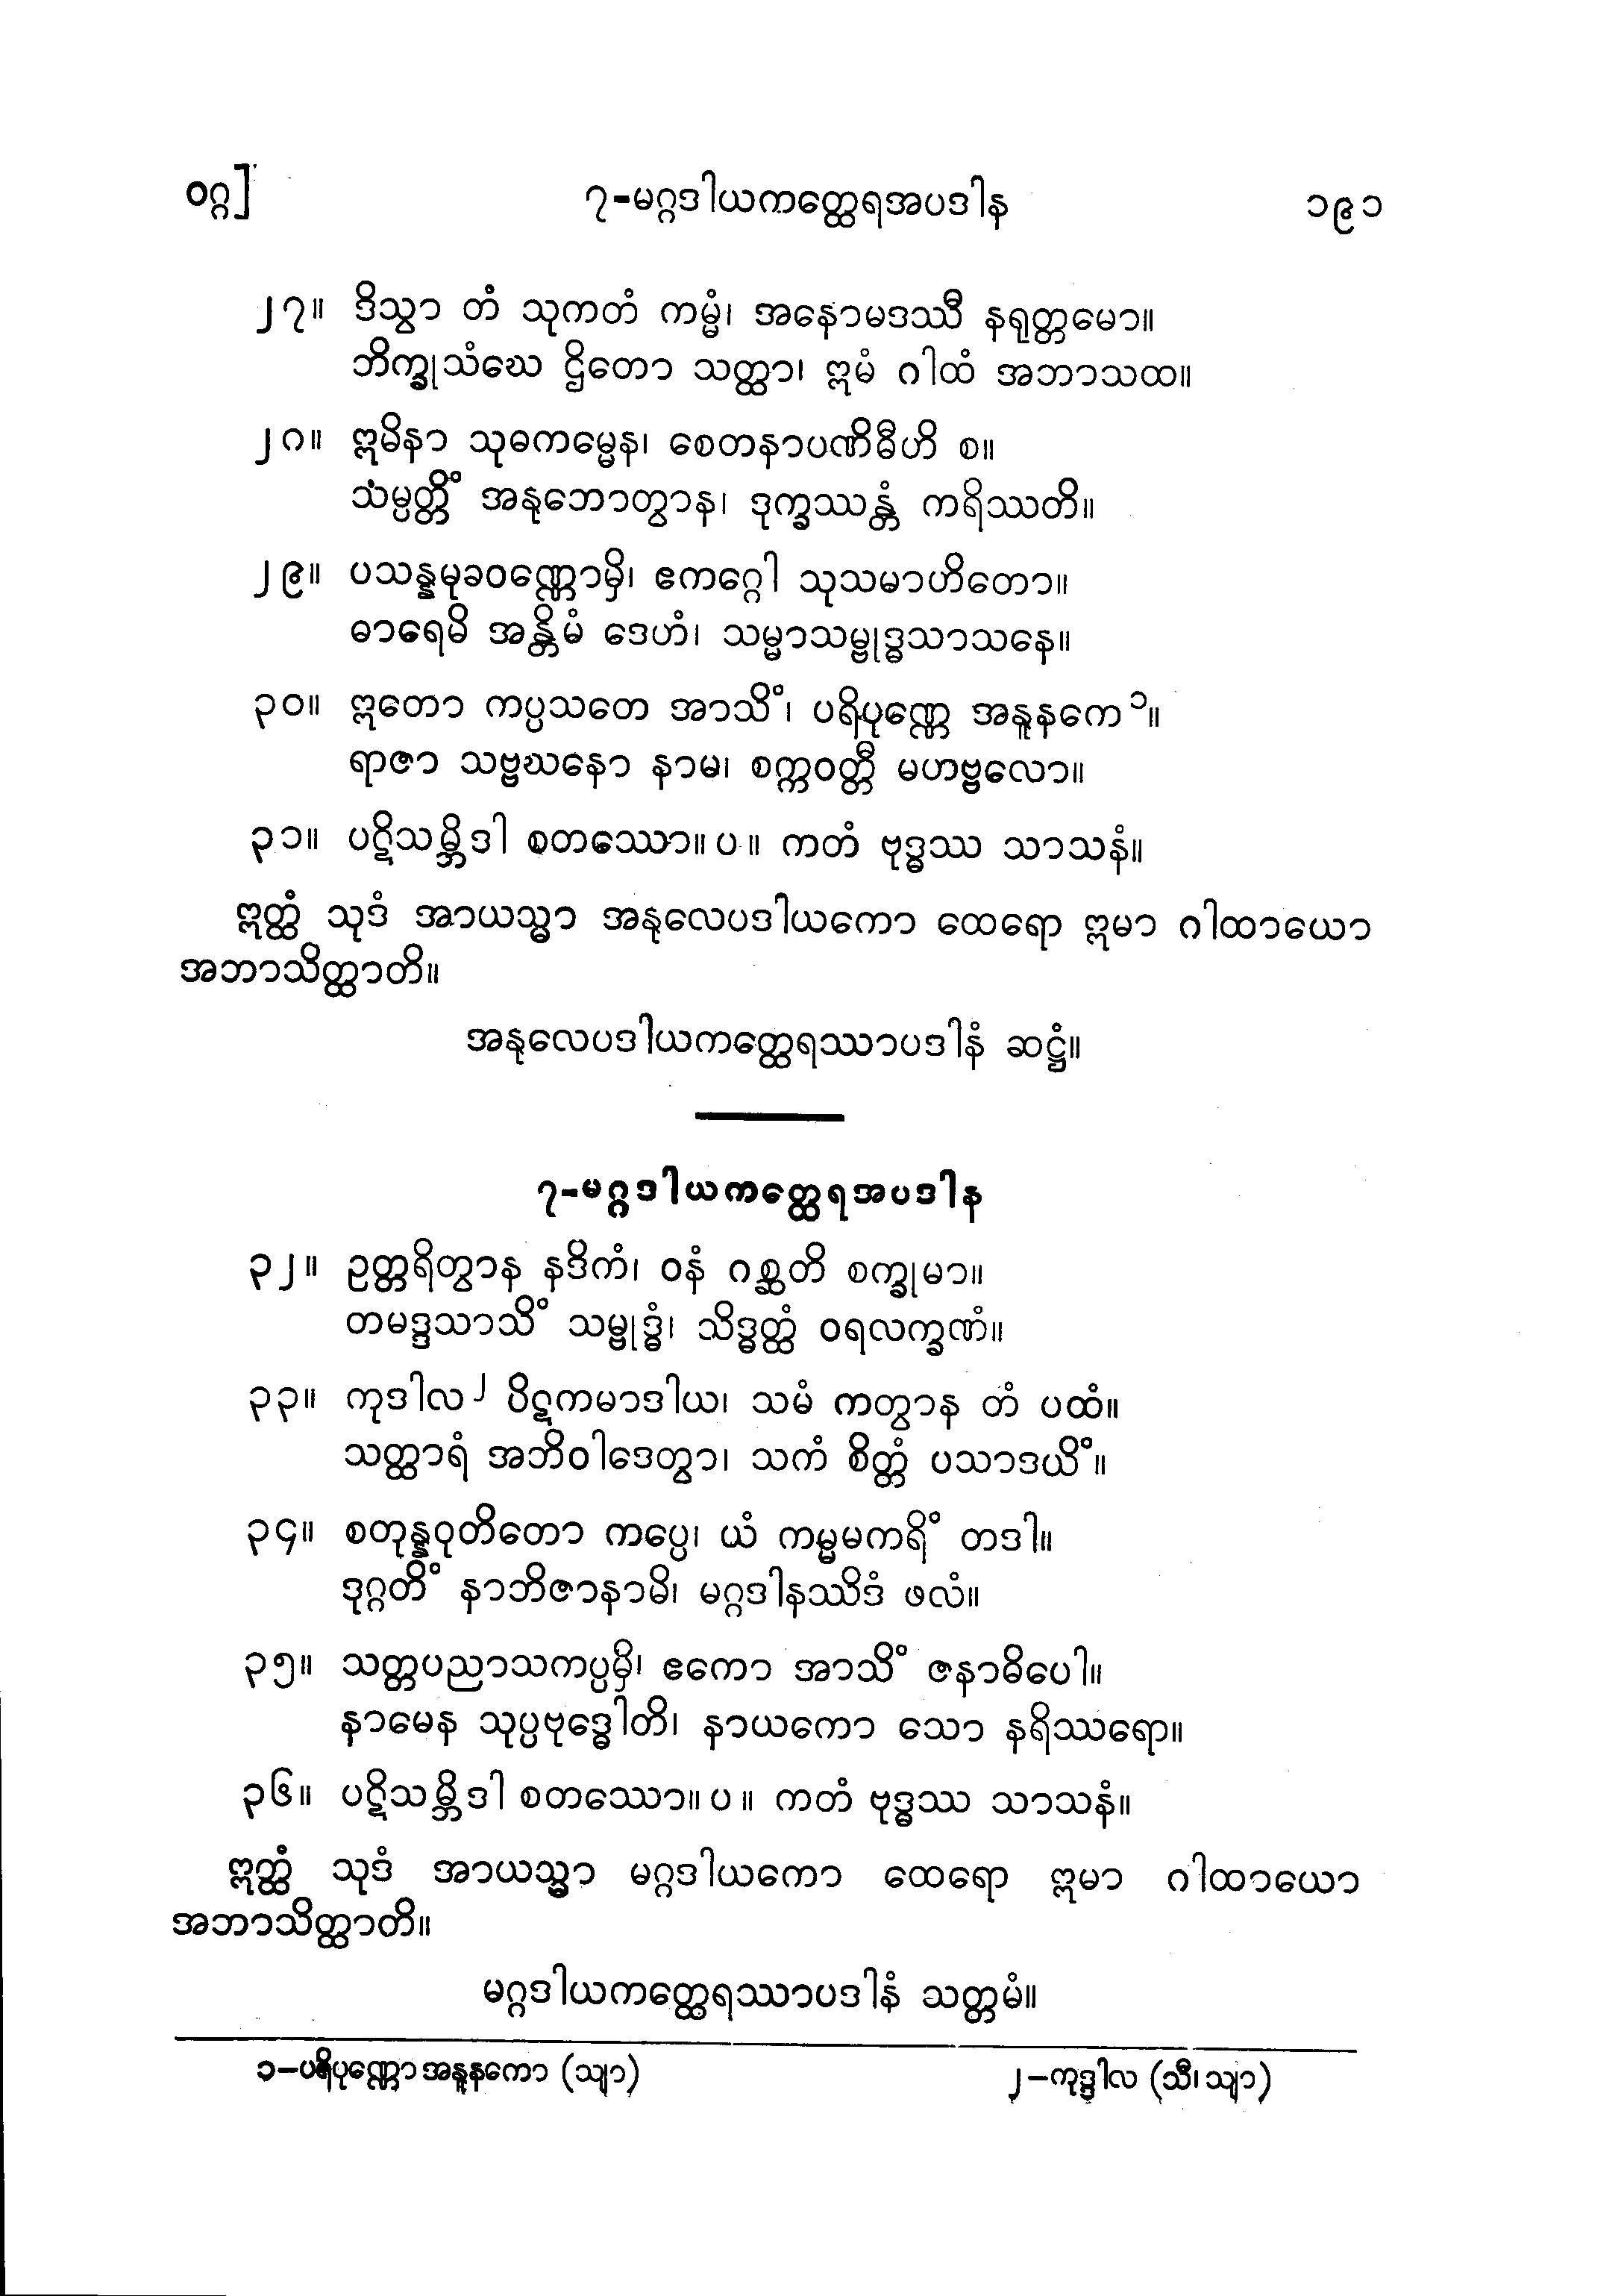 ဝဂ္ဂ]
၇-မဂ္ဂဒါယကတ္ထေရအပဒါန
၁၉၁
၂၇။ ဒိသွာ တံ သုကတံ ကမ္မံ၊ အနောမဒဿီ နရုတ္တမော။
ဘိက္ခုသံဃေ ဌိတော သတ္ထာ၊ ဣမံ ဂါထံ အဘာသထ။
၂၈။ ဣမိနာ သုဓကမ္မေန၊ စေတနာပဏိဓီဟိ စ။
သံမ္ပတ္တိံ အနုဘောတွာန၊ ဒုက္ခဿန္တံ ကရိဿတိ။
၂၉။ ပသန္နမုခဝဏ္ဏောမှိ၊ ဧကဂ္ဂေါ သုသမာဟိတော။
ဓာရေမိ အန္တိမံ ဒေဟံ၊ သမ္မာသမ္ဗုဒ္ဓသာသနေ။
၃၀။ ဣတော ကပ္ပသတေ အာသိံ၊ ပရိပုဏ္ဏေ အနူနကေ၁။
ရာဇာ သဗ္ဗဃနော နာမ၊ စက္ကဝတ္တီ မဟဗ္ဗလော။
၃၁။ ပဋိသမ္ဘိဒါ စတဿော။ပ။ ကတံ ဗုဒ္ဓဿ သာသနံ။
ဣတ္ထံ သုဒံ အာယသ္မာ အနုလေပဒါယကော ထေရော ဣမာ ဂါထာယော
အဘာသိတ္ထာတိ။
အနုလေပဒါယကတ္ထေရဿာပဒါနံ ဆဋ္ဌံ။
၇-မဂ္ဂဒါယကတ္ထေရအပဒါန
၃၂။ ဥတ္တရိတွာန နဒိကံ၊ ဝနံ ဂစ္ဆတိ စက္ခုမာ။
တမဒ္ဒသာသိံ သမ္ဗုဒ္ဓံ၊ သိဒ္ဓတ္ထံ ဝရလက္ခဏံ။
၃၃။ ကုဒါလ၂ ပိဋကမာဒါယ၊ သမံ ကတွာန တံ ပထံ။
သတ္ထာရံ အဘိဝါဒေတွာ၊ သကံ စိတ္တံ ပသာဒယိံ။
၃၄။ စတုန္နဝုတိတော ကပ္ပေ၊ ယံ ကမ္မမကရိံ တဒါ။
ဒုဂ္ဂတိံ နာဘိဇာနာမိ၊ မဂ္ဂဒါနဿိဒံ ဖလံ။
၃၅။ သတ္တပညာသကပ္ပမှိ၊ ဧကော အာသိံ ဇနာဓိပေါ။
နာမေန သုပ္ပဗုဒ္ဓေါတိ၊ နာယကော သော နရိဿရော။
၃၆။ ပဋိသမ္ဘိဒါ စတဿော။ပ။ ကတံ ဗုဒ္ဓဿ သာသနံ။
ဣတ္ထံ သုဒံ အာယသ္မာ မဂ္ဂဒါယကော ထေရော ဣမာ ဂါထာယော
အဘာသိတ္ထာတိ။
မဂ္ဂဒါယကတ္ထေရဿာပဒါနံ သတ္တမံ။
၁-ပရိပုဏ္ဏော အနူနကော (သျာ)
၂-ကုဒ္ဒါလ (သီ၊ သျာ)